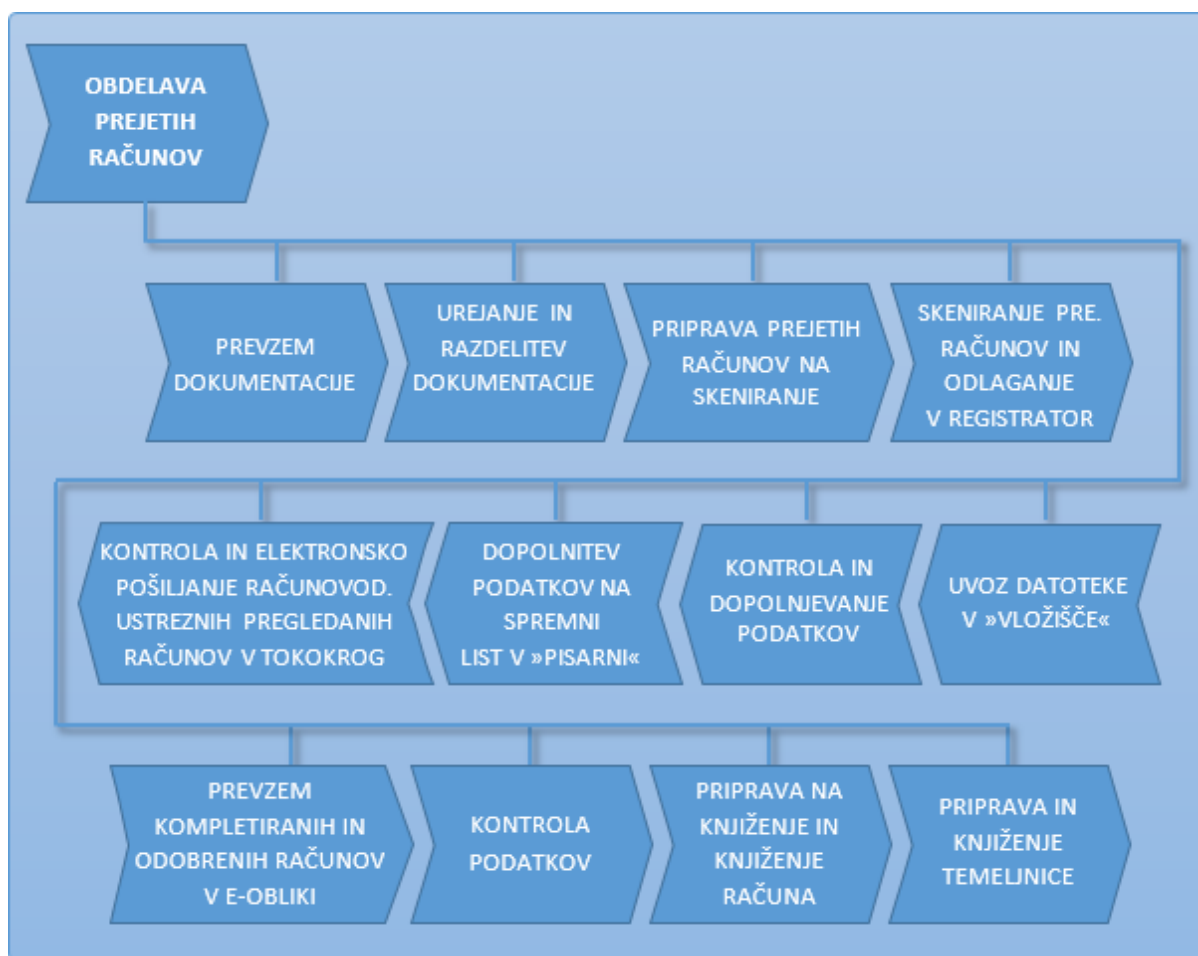 OBDELAVA
PREJETIH
RAČUNOV
PREVZEM
DOKUMENTACIJE
UREJANJE IN
RAZDELITEV
DOKUMENTACIJE
PRIPRAVA PREJETIH
RAČUNOV NA
SKENIRANJE
SKENIRANJE PRE.
RAČUNOV IN
ODLAGANJE
V REGISTRATOR
KONTROLA IN ELEKTRONSKO
POŠILJANJE RAČUNOVOD.
USTREZNIH PREGLEDANIH
RAČUNOV V TOKOKROG
DOPOLNITEV
PODATKOV NA
SPREMNI
LIST V »PISARNI«
KONTROLA IN
DOPOLNJEVANJE
PODATKOV
UVOZ DATOTEKE
V »VLOŽIŠČE«
PREVZEM
KOMPLETIRANIH IN
ODOBRENIH RAČUNOV
V E-OBLIKI
KONTROLA
PODATKOV
PRIPRAVA NA
KNJIŽENJE IN
KNJIŽENJE
RAČUNA
PRIPRAVA IN
KNJIŽENJE
TEMELJNICE